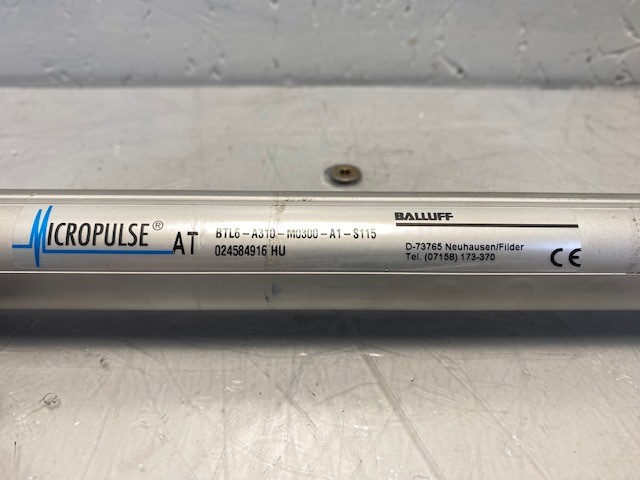 MICROPULSE® AT
BTL6-A310-M0300-A1-S115
024584916 HU
BALLUFF
D-73765 Neuhausen/Filder
Tel. (07158) 173-370
CE